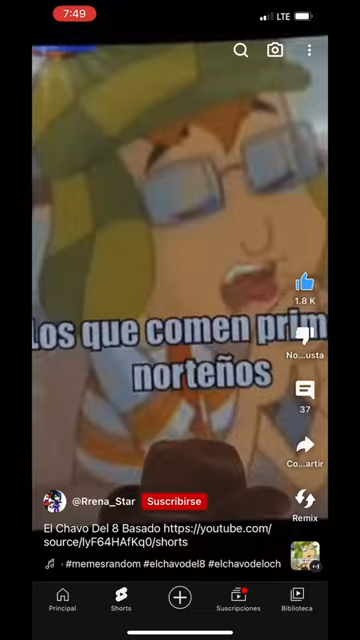 7:49
LTE
Los que comen prim
norteños
1.8 K
No...usta
37
Co...artir
Remix
@Rrena_Star
Suscribirse
El Chavo Del 8 Basado https://youtube.com/
source/lyF64HAfKq0/shorts
#memesrandom #elchavodel8 #elchavodeloch
Principal
Shorts
Suscripciones
Biblioteca